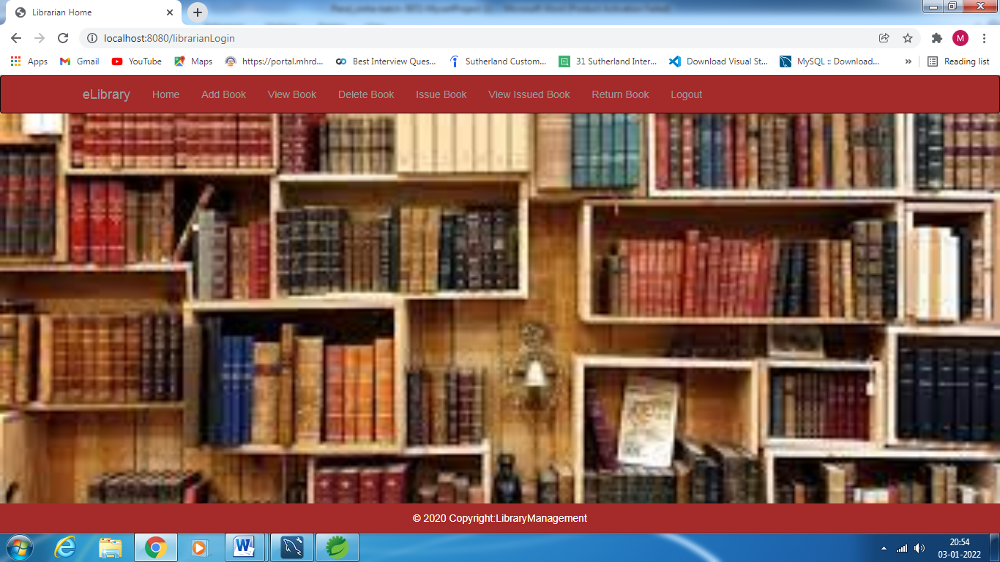 Librarian Home
localhost:8080/librarianLogin
M
Apps Gmail YouTube Maps https://portal.mhrd... Best Interview Ques... Sutherland Custom... 31 Sutherland Inter... Download Visual St... MySQL :: Download... » Reading list
eLibrary Home Add Book View Book Delete Book Issue Book View Issued Book Return Book Logout
© 2020 Copyright:LibraryManagement
20:54
03-01-2022